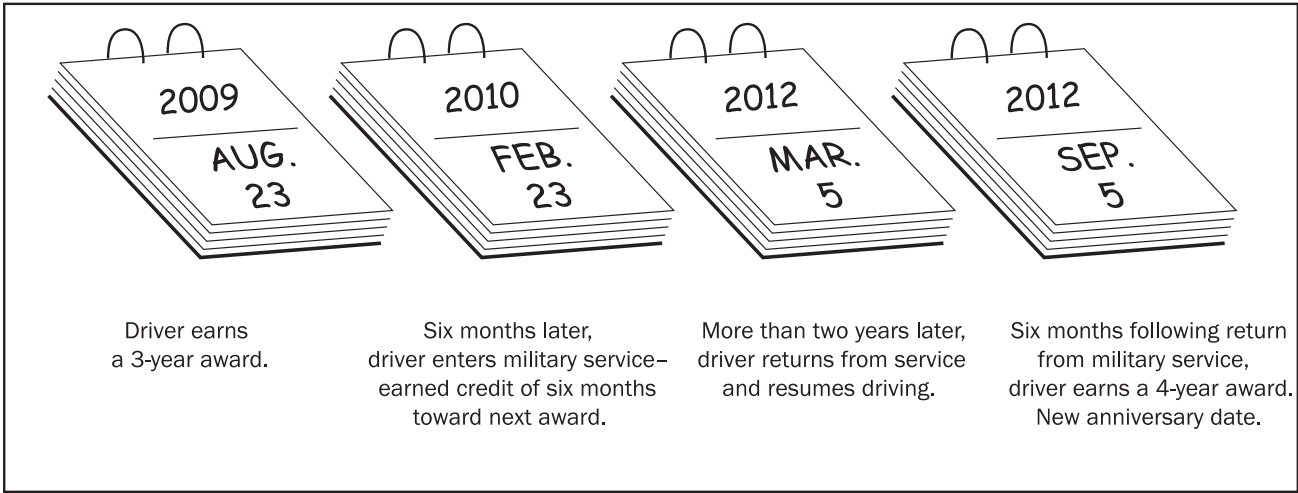 2009
AUG.
23
2010
FEB.
23
2012
MAR.
5
2012
SEP.
5
Driver earns
a 3-year award.
Six months later,
driver enters military service–
earned credit of six months
toward next award.
More than two years later,
driver returns from service
and resumes driving.
Six months following return
from military service,
driver earns a 4-year award.
New anniversary date.